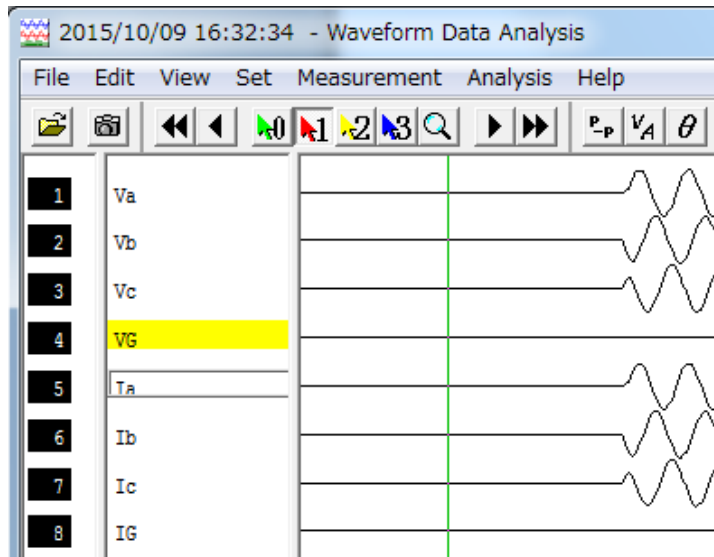 2015/10/09 16:32:34 - Waveform Data Analysis
File Edit View Set Measurement Analysis Help
0 1 2 3 P-P V/A θ
1 Va
2 Vb
3 Vc
4 VG
5 Ia
6 Ib
7 Ic
8 IG